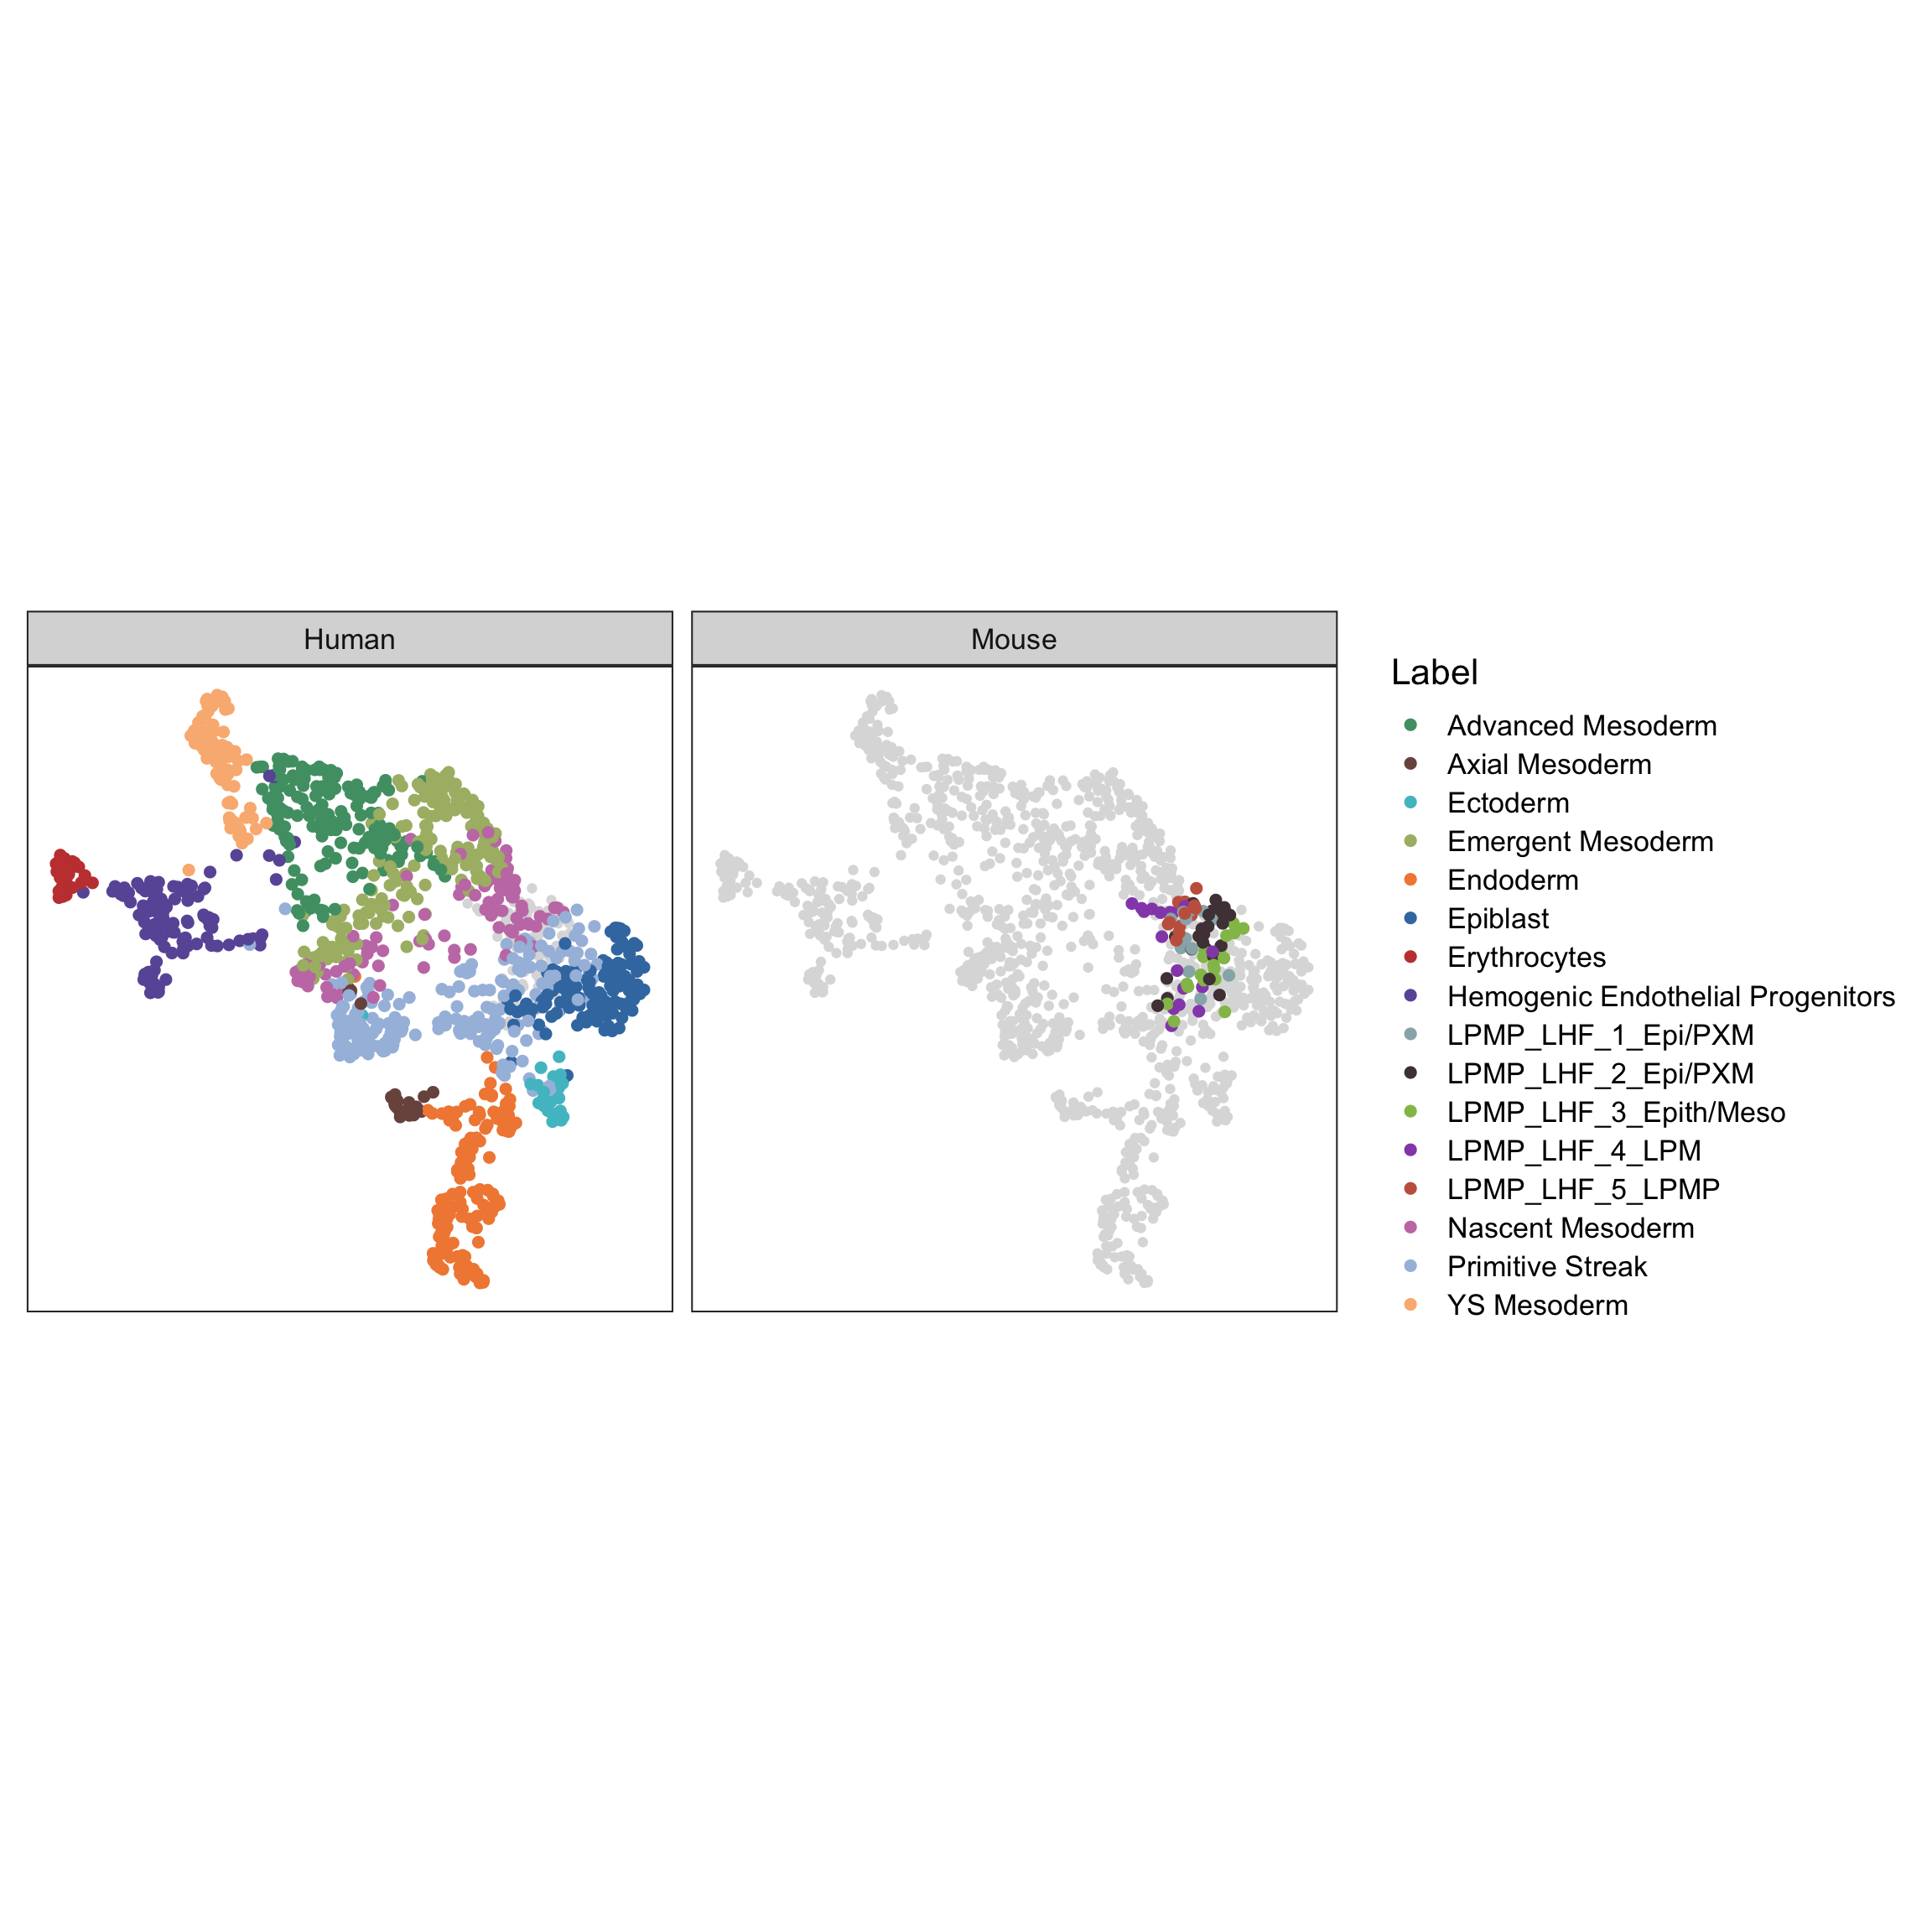 Human
Mouse
Label
Advanced Mesoderm
Axial Mesoderm
Ectoderm
Emergent Mesoderm
Endoderm
Epiblast
Erythrocytes
Hemogenic Endothelial Progenitors
LPMP_LHF_1_Epi/PXM
LPMP_LHF_2_Epi/PXM
LPMP_LHF_3_Epith/Meso
LPMP_LHF_4_LPM
LPMP_LHF_5_LPMP
Nascent Mesoderm
Primitive Streak
YS Mesoderm